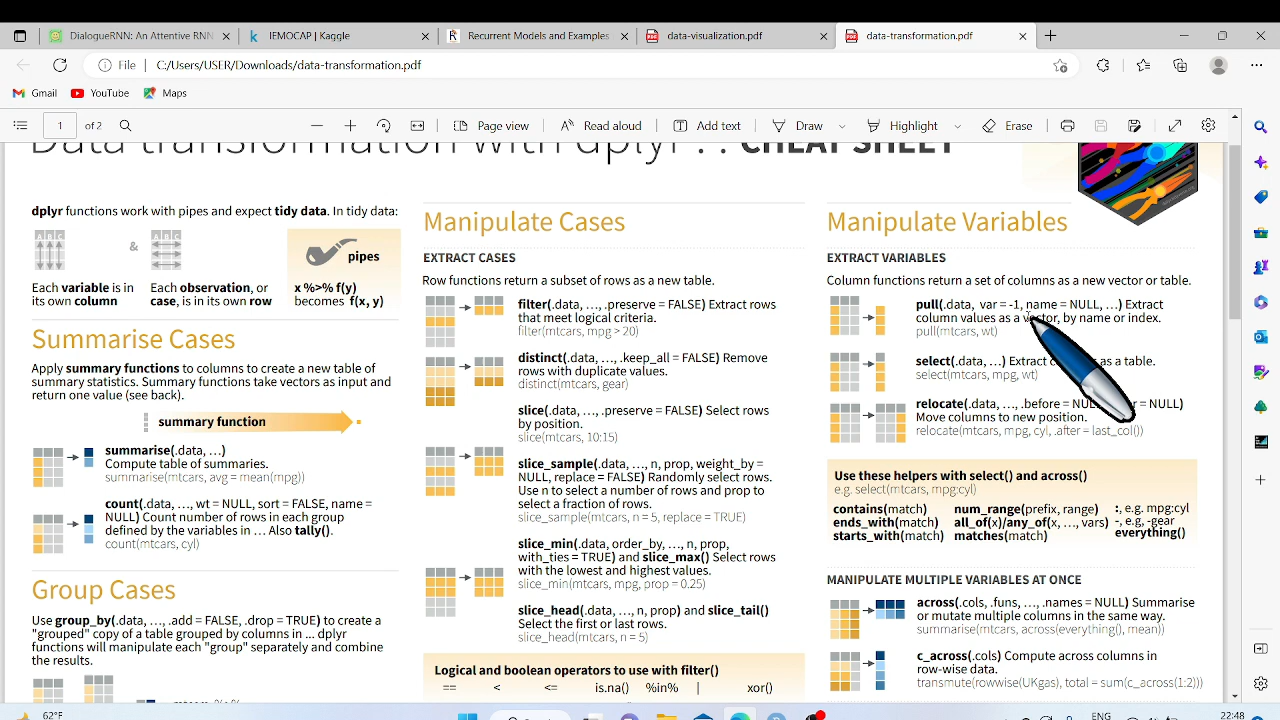 DialogueRNN: An Attentive RNN
IEMOCAP | Kaggle
Recurrent Models and Examples
data-visualization.pdf
data-transformation.pdf
File
C:/Users/USER/Downloads/data-transformation.pdf
Gmail
YouTube
Maps
1
of 2
Page view
Read aloud
Add text
Draw
Highlight
Erase
Data transformation with dplyr : : CHEAT SHEET
dplyr functions work with pipes and expect tidy data. In tidy data:
A B C
&
A B C
pipes
Each variable is in
its own column
Each observation, or
case, is in its own row
x %>% f(y)
becomes f(x, y)
Summarise Cases
Apply summary functions to columns to create a new table of
summary statistics. Summary functions take vectors as input and
return one value (see back).
summary function
summarise(.data, …)
Compute table of summaries.
summarise(mtcars, avg = mean(mpg))
count(.data, …, wt = NULL, sort = FALSE, name =
NULL) Count number of rows in each group
defined by the variables in … Also tally().
count(mtcars, cyl)
Group Cases
Use group_by(.data, …, .add = FALSE, .drop = TRUE) to create a
"grouped" copy of a table grouped by columns in ... dplyr
functions will manipulate each "group" separately and combine
the results.
Manipulate Cases
EXTRACT CASES
Row functions return a subset of rows as a new table.
filter(.data, …, .preserve = FALSE) Extract rows
that meet logical criteria.
filter(mtcars, mpg > 20)
distinct(.data, …, .keep_all = FALSE) Remove
rows with duplicate values.
distinct(mtcars, gear)
slice(.data, …, .preserve = FALSE) Select rows
by position.
slice(mtcars, 10:15)
slice_sample(.data, …, n, prop, weight_by =
NULL, replace = FALSE) Randomly select rows.
Use n to select a number of rows and prop to
select a fraction of rows.
slice_sample(mtcars, n = 5, replace = TRUE)
slice_min(.data, order_by, …, n, prop,
with_ties = TRUE) and slice_max() Select rows
with the lowest and highest values.
slice_min(mtcars, mpg, prop = 0.25)
slice_head(.data, …, n, prop) and slice_tail()
Select the first or last rows.
slice_head(mtcars, n = 5)
Logical and boolean operators to use with filter()
== < <= is.na() %in% | xor()
Manipulate Variables
EXTRACT VARIABLES
Column functions return a set of columns as a new vector or table.
pull(.data, var = -1, name = NULL, …) Extract
column values as a vector, by name or index.
pull(mtcars, wt)
select(.data, …) Extract as a table.
select(mtcars, mpg, wt)
relocate(.data, …, .before = = NULL)
Move columns to new position.
relocate(mtcars, mpg, cyl, .after = last_col())
Use these helpers with select() and across()
e.g. select(mtcars, mpg:cyl)
contains(match) num_range(prefix, range) :, e.g. mpg:cyl
ends_with(match) all_of(x)/any_of(x, …, vars) -, e.g, -gear
starts_with(match) matches(match) everything()
MANIPULATE MULTIPLE VARIABLES AT ONCE
across(.cols, .funs, …, .names = NULL) Summarise
or mutate multiple columns in the same way.
summarise(mtcars, across(everything(), mean))
c_across(.cols) Compute across columns in
row-wise data.
transmute(rowwise(UKgas), total = sum(c_across(1:2)))
62°F
ENG
22:48